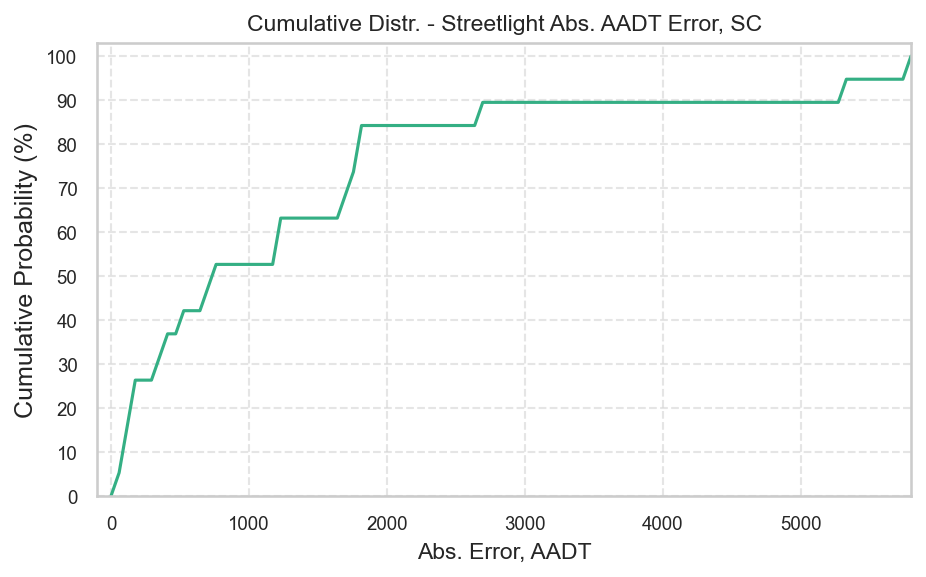 Cumulative Distr. - Streetlight Abs. AADT Error, SC
Cumulative Probability (%)
100
90
80
70
60
50
40
30
20
10
0
0 1000 2000 3000 4000 5000
Abs. Error, AADT